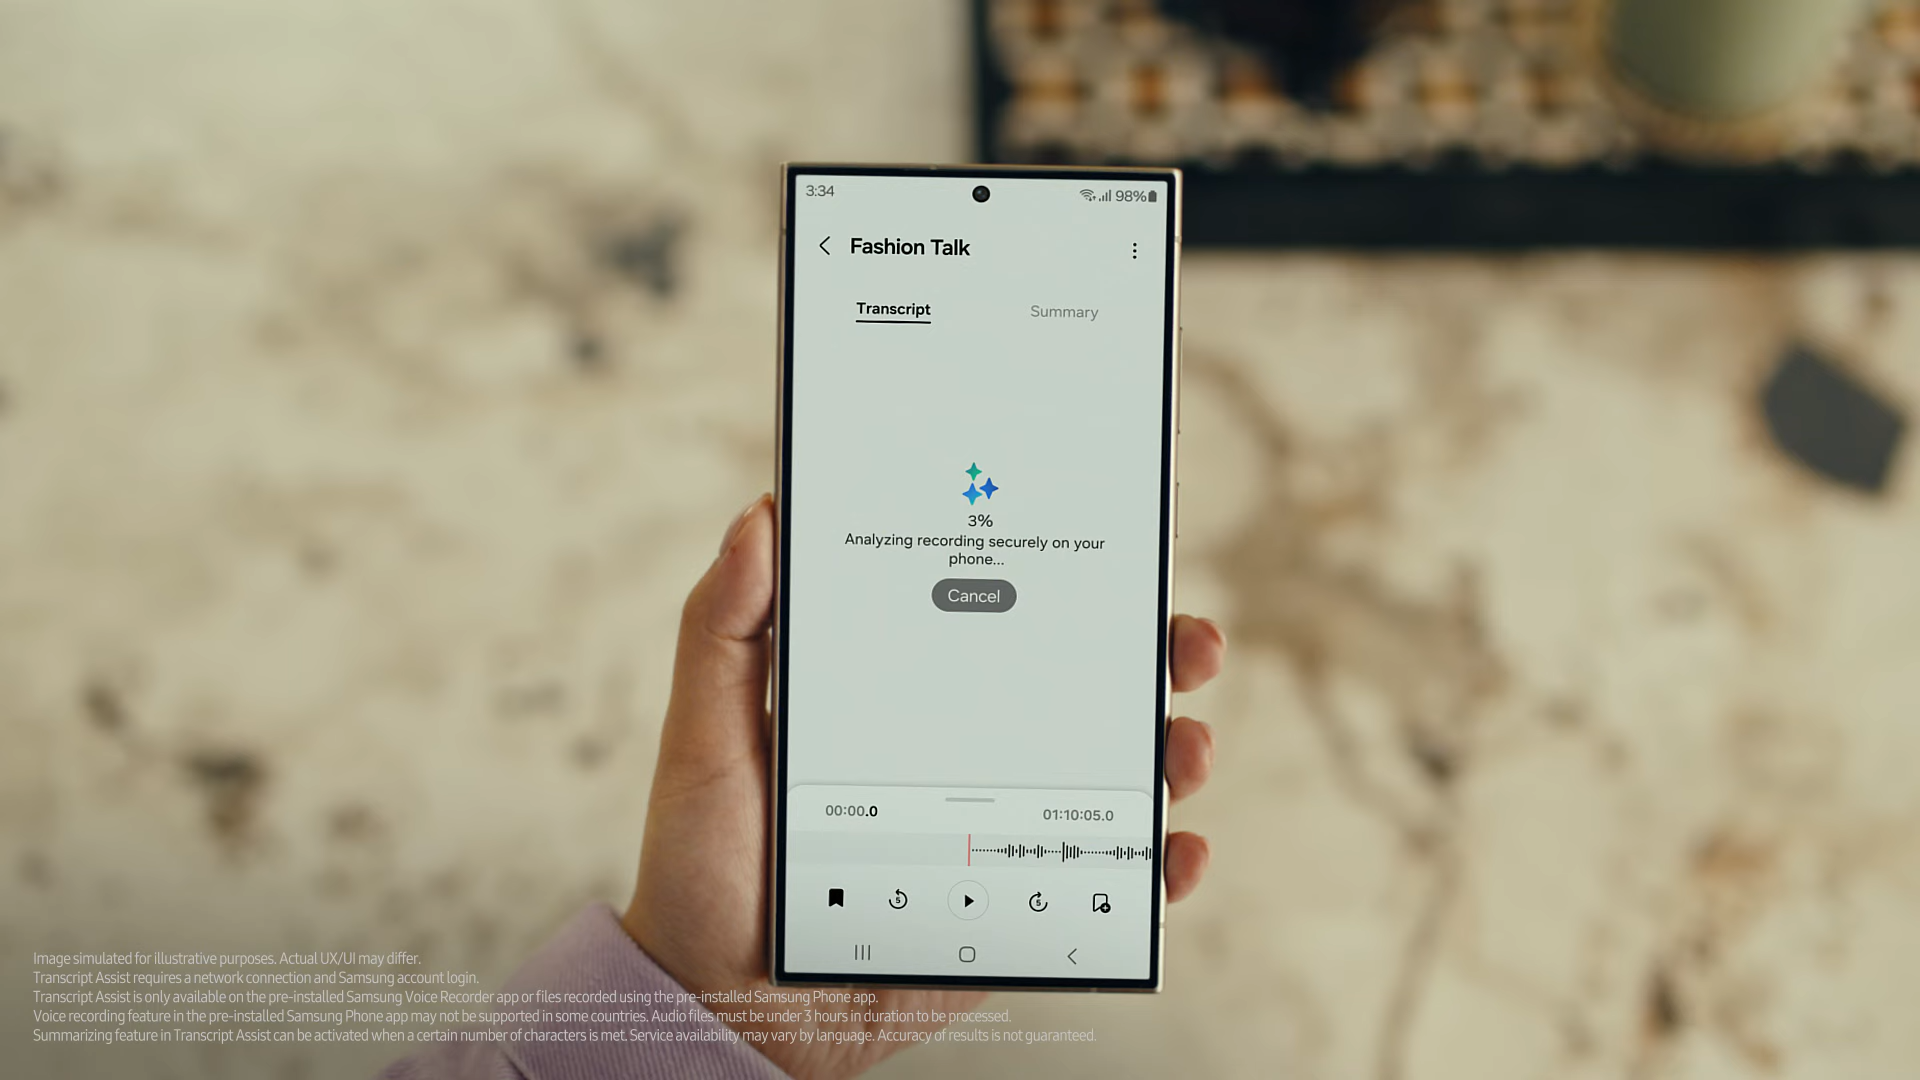 3:34
98%
Fashion Talk
Transcript
Summary
3%
Analyzing recording securely on your
phone...
Cancel
00:00.0
01:10:05.0
5
5
Image simulated for illustrative purposes. Actual UX/UI may differ.
Transcript Assist requires a network connection and Samsung account login.
Transcript Assist is only available on the pre-installed Samsung Voice Recorder app or files recorded using the pre-installed Samsung Phone app.
Voice recording feature in the pre-installed Samsung Phone app may not be supported in some countries. Audio files must be under 3 hours in duration to be processed.
Summarizing feature in Transcript Assist can be activated when a certain number of characters is met. Service availability may vary by language. Accuracy of results is not guaranteed.